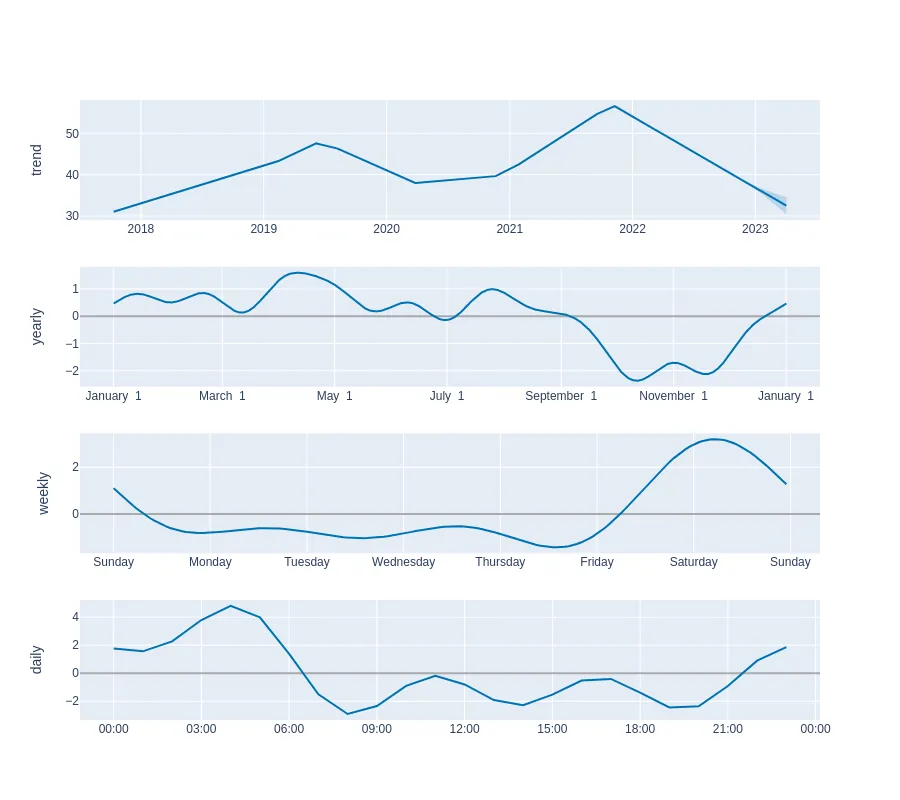 trend
50
40
30
2018 2019 2020 2021 2022 2023
yearly
1
0
−1
−2
January 1 March 1 May 1 July 1 September 1 November 1 January 1
weekly
2
0
Sunday Monday Tuesday Wednesday Thursday Friday Saturday Sunday
daily
4
2
0
−2
00:00 03:00 06:00 09:00 12:00 15:00 18:00 21:00 00:00